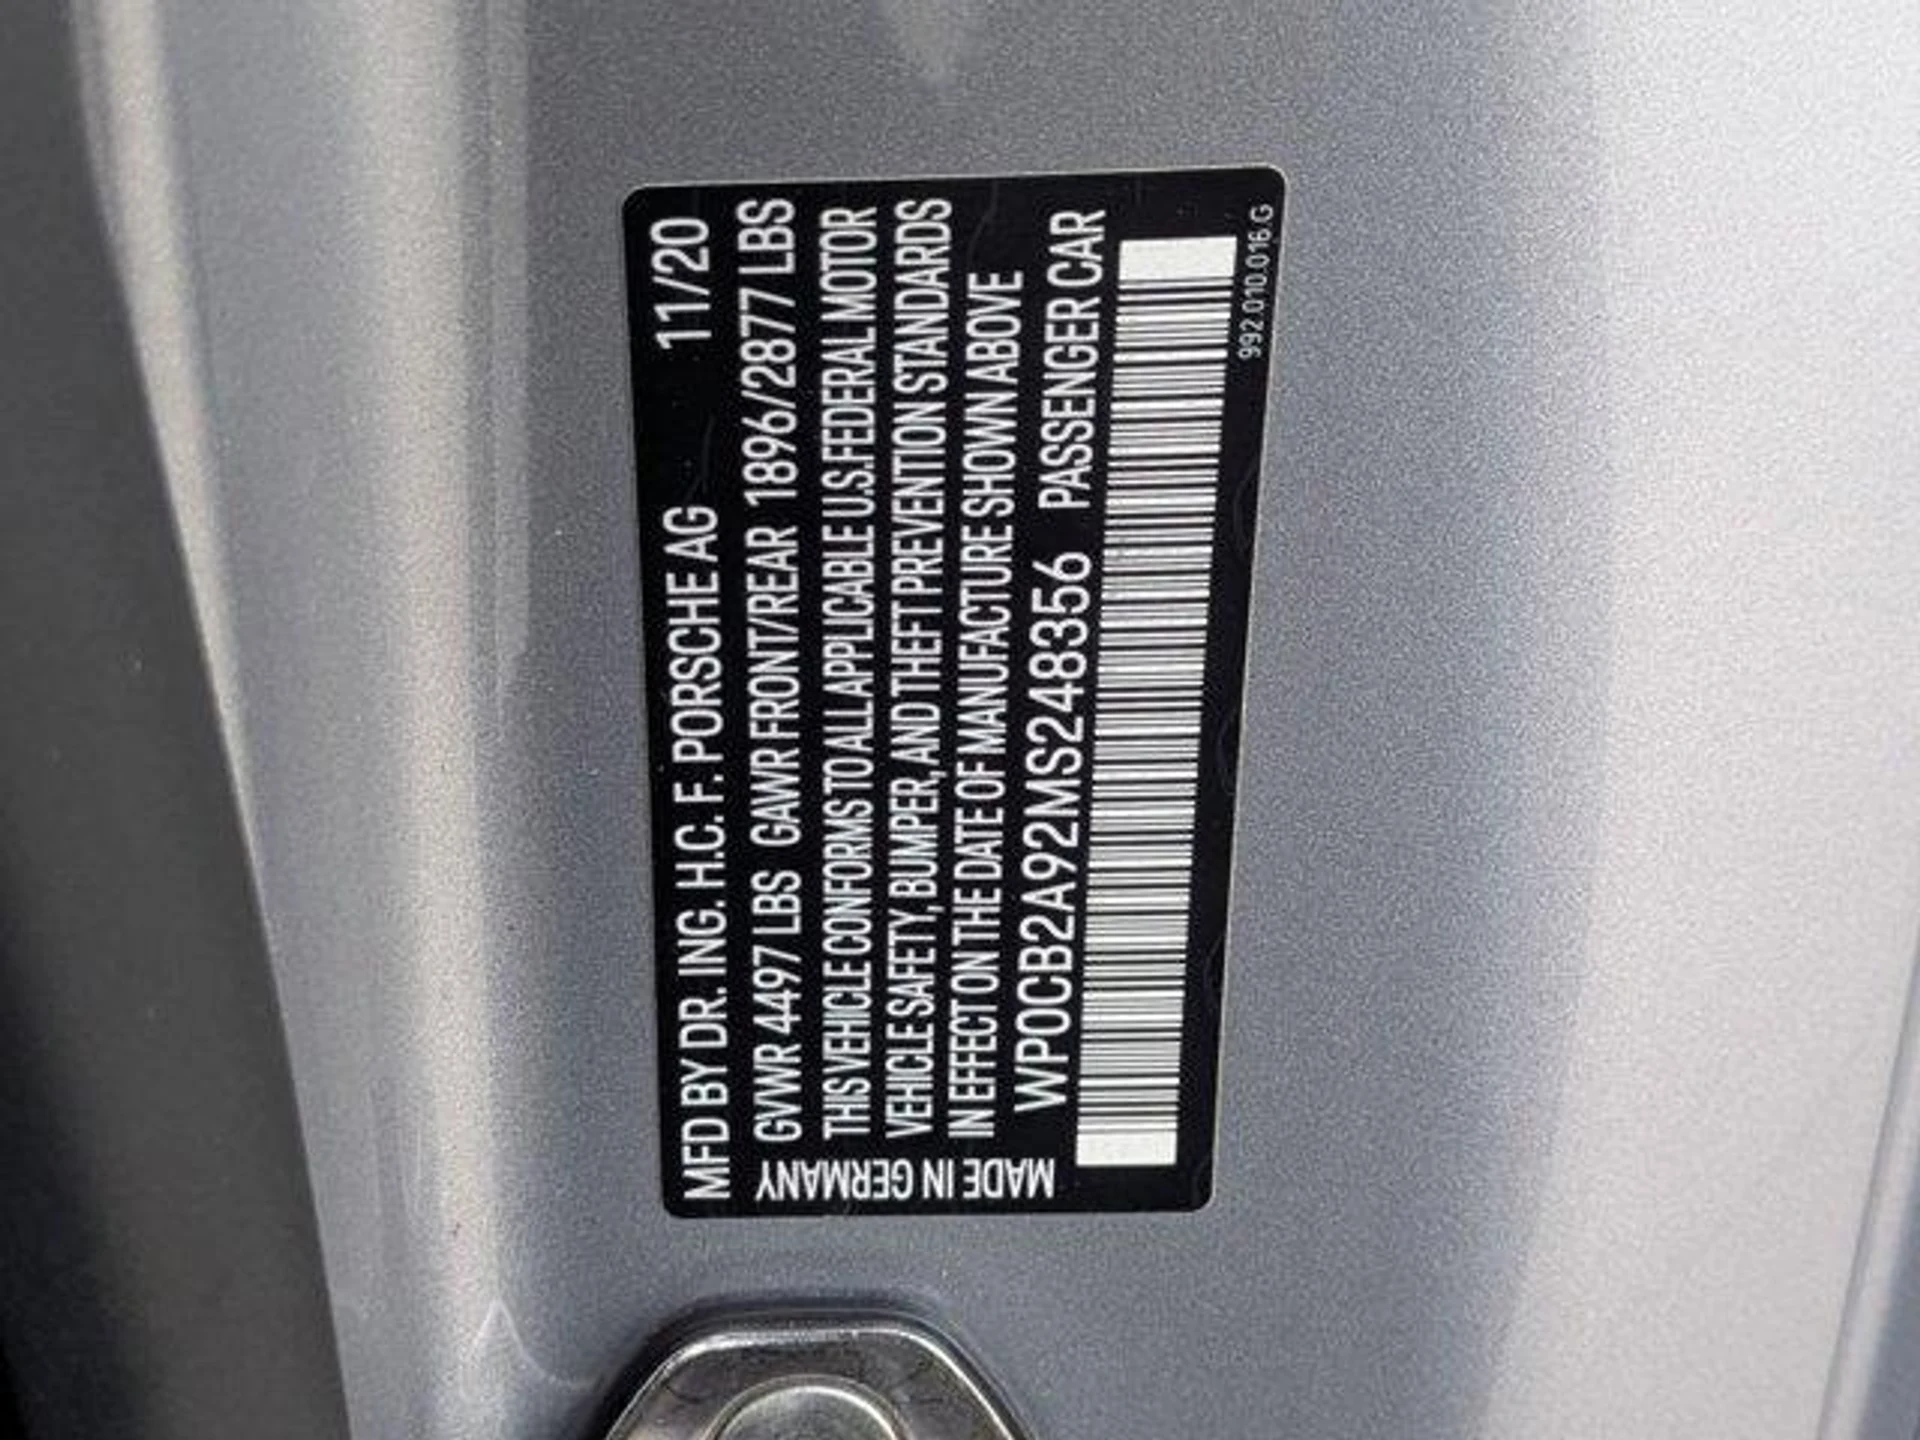 MFD BY DR. ING. H.C. F. PORSCHE AG 11/20
GVWR 4497 LBS GAWR FRONT/REAR 1896/2877 LBS
THIS VEHICLE CONFORMS TO ALL APPLICABLE U.S. FEDERAL MOTOR
VEHICLE SAFETY, BUMPER, AND THEFT PREVENTION STANDARDS
IN EFFECT ON THE DATE OF MANUFACTURE SHOWN ABOVE
WP0CB2A92MS248356 PASSENGER CAR
MADE IN GERMANY
992.010.016.G